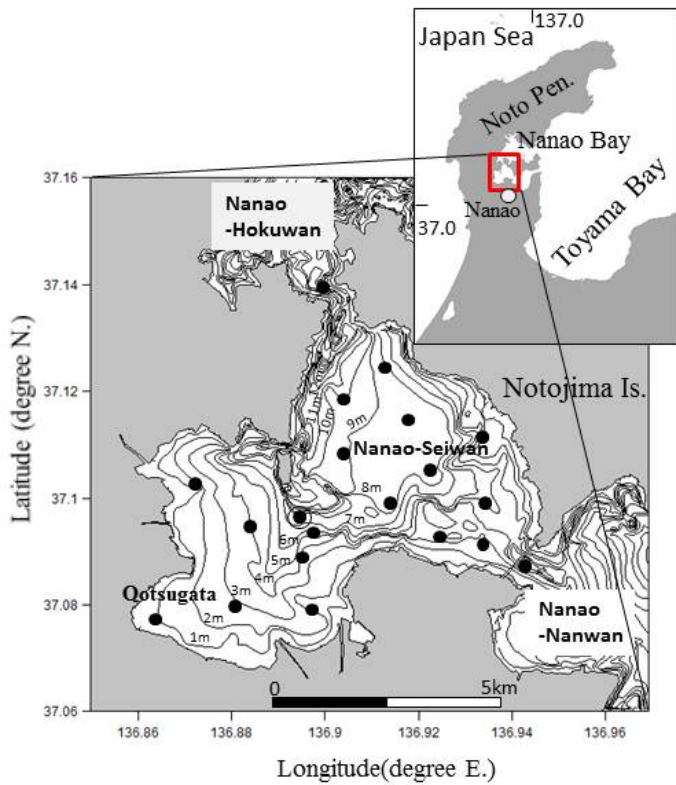 137.0
Japan Sea
Noto Pen.
Nanao Bay
Nanao
37.0
Toyama Bay
37.16
37.14
37.12
37.1
37.08
37.06
Latitude (degree N.)
Nanao
-Hokuwan
Notojima Is.
11m
10m
9m
Nanao-Seiwan
8m
7m
6m
5m
4m
3m
2m
1m
Qotsugata
Nanao
-Nanwan
0
5km
136.86
136.88
136.9
136.92
136.94
136.96
Longitude(degree E.)